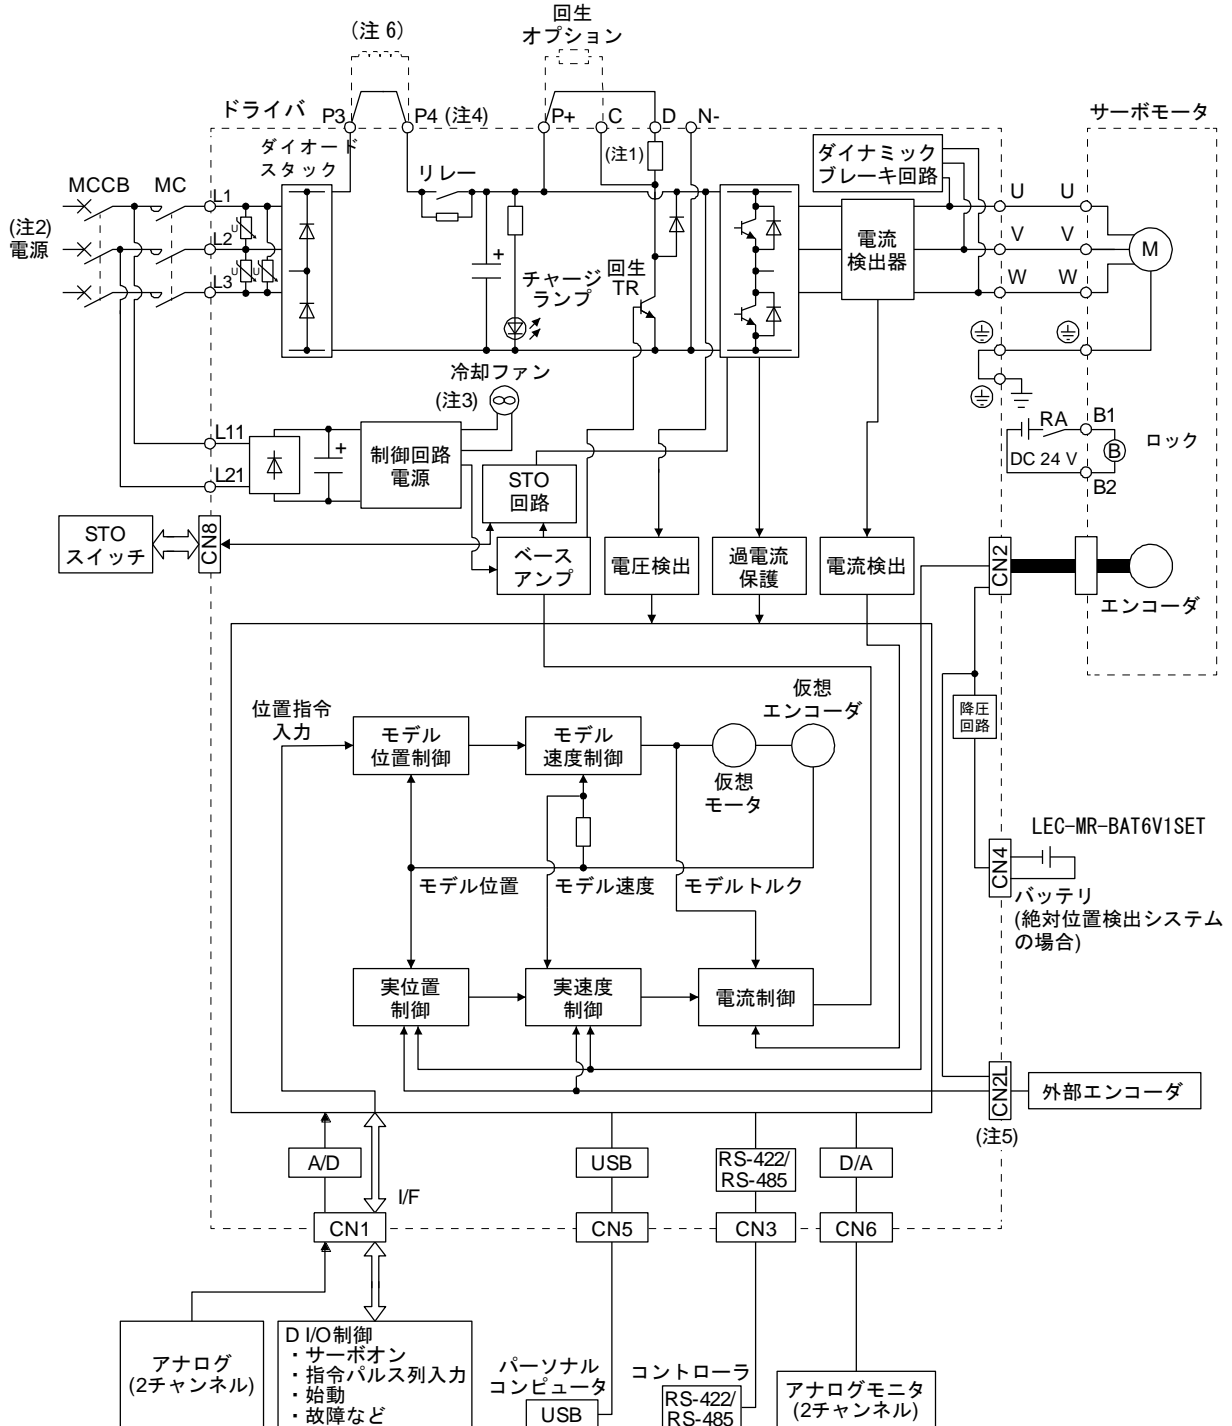 (注 6)
回生
オプション
ドライバ
P3
P4 (注4)
P+
C
D
N-
サーボモータ
ダイオード
スタック
リレー
(注1)
ダイナミック
ブレーキ回路
MCCB
MC
L1
L2
L3
U
U
U
(注2)
電源
U
V
W
U
V
W
M
電流
検出器
+
チャージ
ランプ
回生
TR
冷却ファン
(注3)
L11
L21
+
制御回路
電源
STO
回路
RA
DC 24 V
B1
B
B2
ロック
STO
スイッチ
CN8
ベース
アンプ
電圧検出
過電流
保護
電流検出
CN2
エンコーダ
位置指令
入力
モデル
位置制御
モデル
速度制御
仮想
エンコーダ
仮想
モータ
降圧
回路
LEC-MR-BAT6V1SET
CN4
バッテリ
(絶対位置検出システム
の場合)
モデル位置
モデル速度
モデルトルク
実位置
制御
実速度
制御
電流制御
CN2L
外部エンコーダ
(注5)
A/D
I/F
USB
RS-422/
RS-485
D/A
CN1
CN5
CN3
CN6
アナログ
(2チャンネル)
D I/O制御
・サーボオン
・指令パルス列入力
・始動
・故障など
パーソナル
コンピュータ
USB
コントローラ
RS-422/
RS-485
アナログモニタ
(2チャンネル)